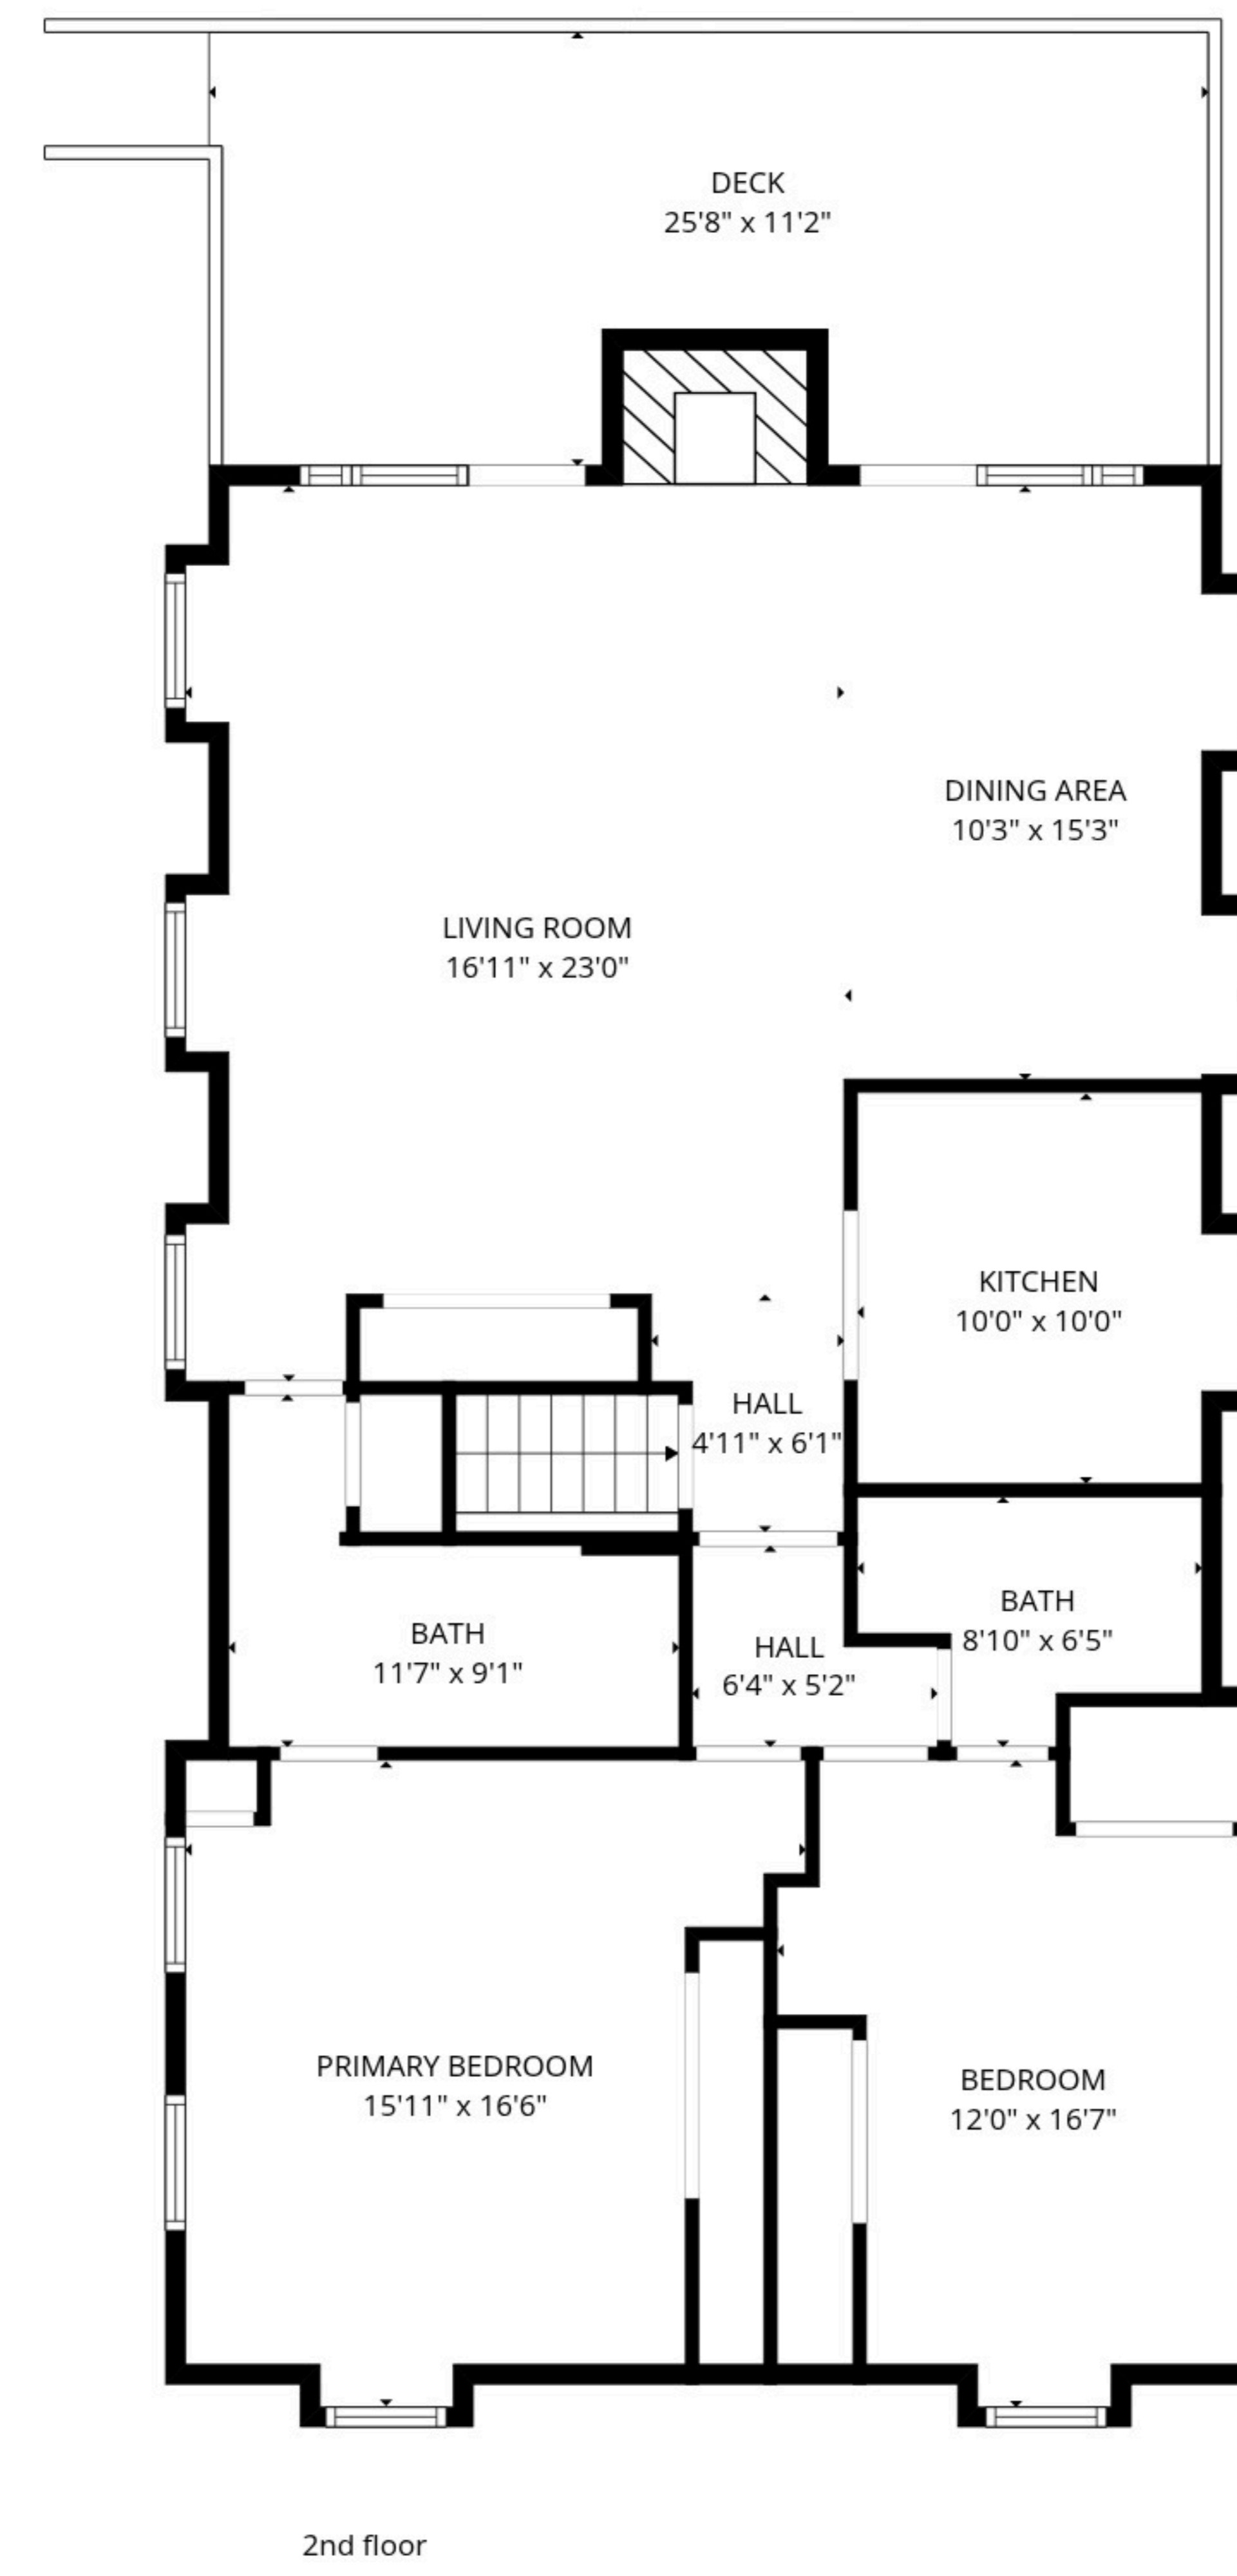 DECK
25'8" x 11'2"
DINING AREA
10'3" x 15'3"
LIVING ROOM
16'11" x 23'0"
KITCHEN
10'0" x 10'0"
HALL
4'11" x 6'1"
BATH
8'10" x 6'5"
BATH
11'7" x 9'1"
HALL
6'4" x 5'2"
PRIMARY BEDROOM
15'11" x 16'6"
BEDROOM
12'0" x 16'7"
2nd floor